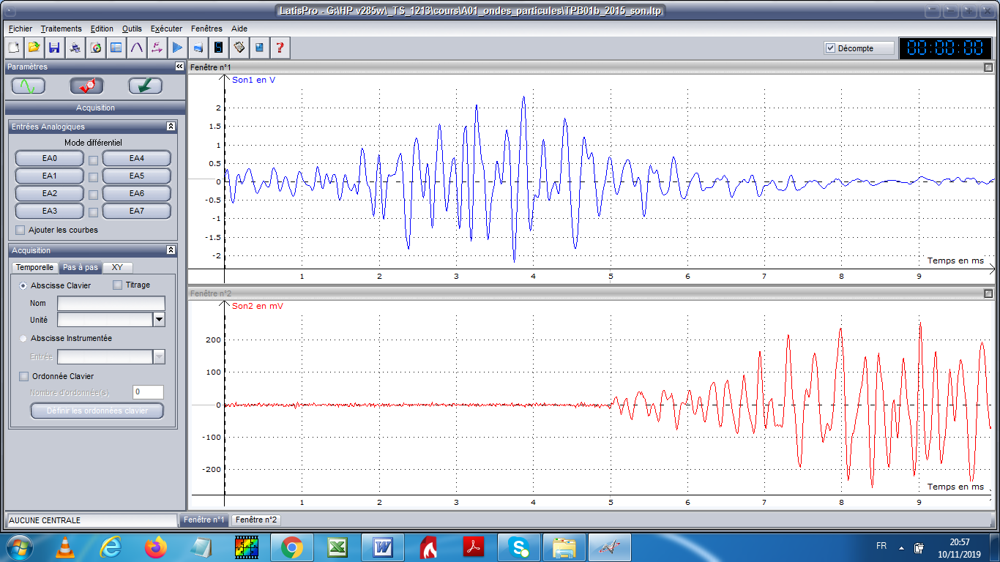 LatisPro - G:\HP v285w\_TS_1213\cours\A01_ondes_particules\TPB01b_2015_son.ltp
Fichier Traitements Edition Outils Exécuter Fenêtres Aide
Décompte 00:00:00
Paramètres
Acquisition
Entrées Analogiques
Mode différentiel
EA0 EA4
EA1 EA5
EA2 EA6
EA3 EA7
Ajouter les courbes
Acquisition
Temporelle Pas à pas XY
Abscisse Clavier Titrage
Nom
Unité
Abscisse Instrumentée
Entrée
Ordonnée Clavier
Nombre d'ordonnée(s) 0
Définir les ordonnées clavier
Fenêtre n°1
Son1 en V
2
1.5
1
0.5
0
-0.5
-1
-1.5
-2
Temps en ms
1 2 3 4 5 6 7 8 9
Fenêtre n°2
Son2 en mV
200
100
0
-100
-200
Temps en ms
1 2 3 4 5 6 7 8 9
AUCUNE CENTRALE Fenêtre n°1 Fenêtre n°2
FR 20:57
10/11/2019